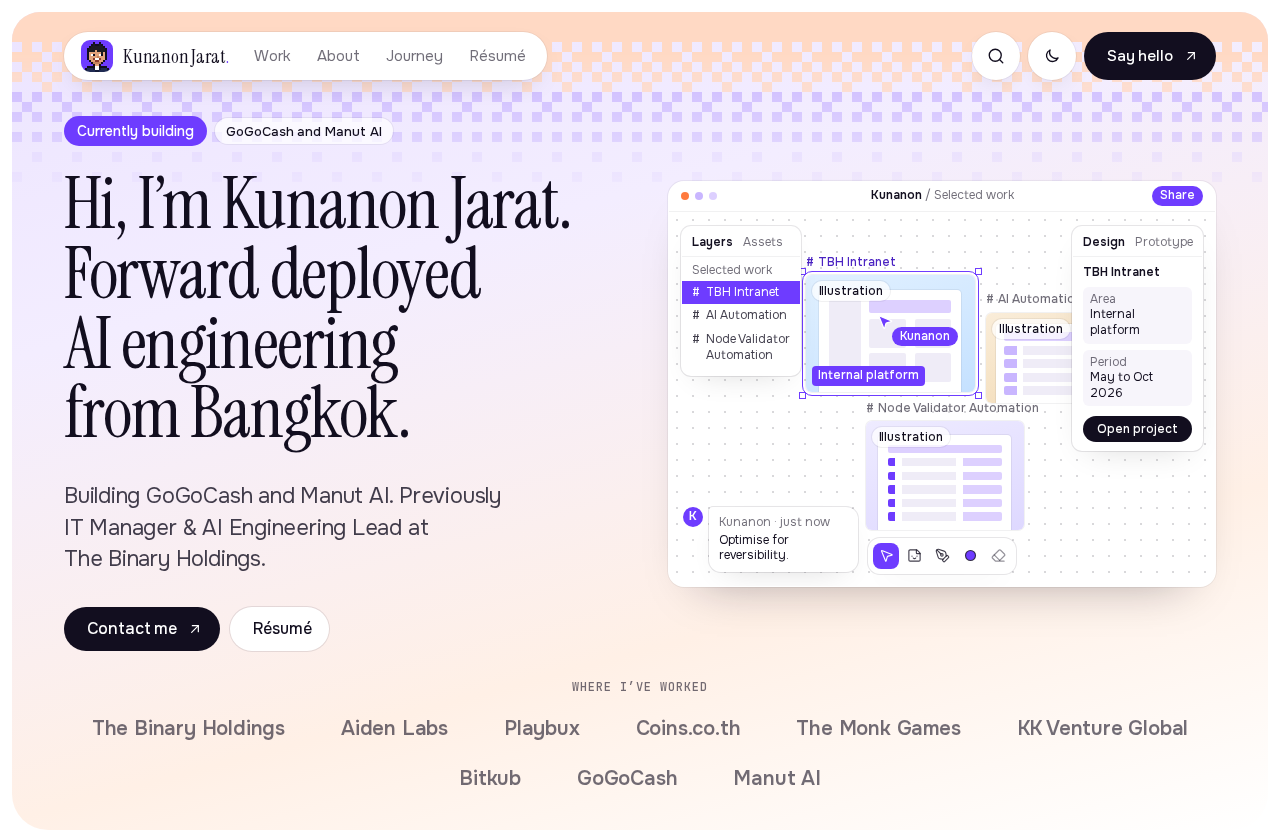 Kunanon Jarat.
Work
About
Journey
Résumé
Say hello
Currently building
GoGoCash and Manut AI
Hi, I’m Kunanon Jarat.
Forward deployed
AI engineering
from Bangkok.
Building GoGoCash and Manut AI. Previously
IT Manager & AI Engineering Lead at
The Binary Holdings.
Contact me
Résumé
Kunanon / Selected work
Share
Layers
Assets
Selected work
# TBH Intranet
# AI Automation
# Node Validator
Automation
# TBH Intranet
Illustration
Kunanon
Internal platform
# AI Automatio
Illustration
# Node Validator Automation
Illustration
Design
Prototype
TBH Intranet
Area
Internal
platform
Period
May to Oct
2026
Open project
K
Kunanon · just now
Optimise for
reversibility.
WHERE I’VE WORKED
The Binary Holdings
Aiden Labs
Playbux
Coins.co.th
The Monk Games
KK Venture Global
Bitkub
GoGoCash
Manut AI